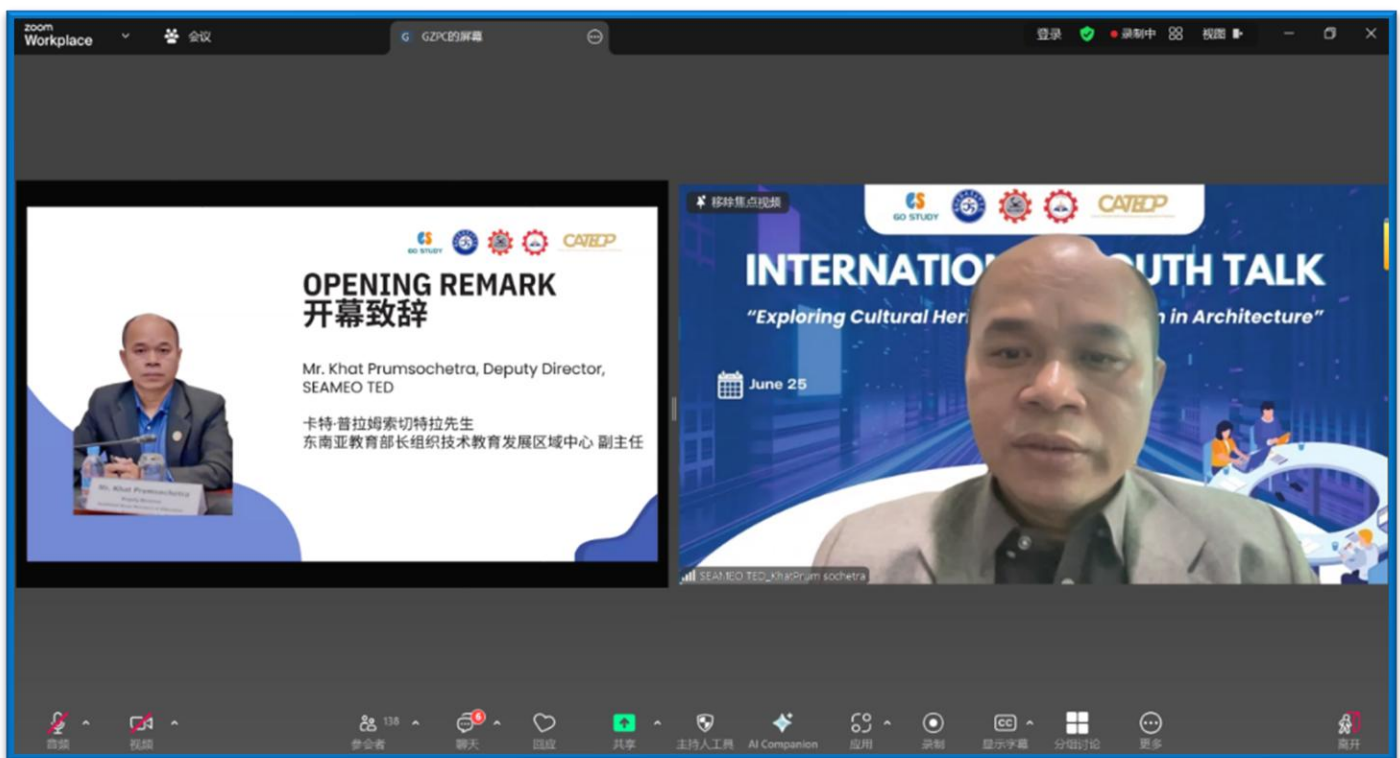 zoom
Workplace
会议
GZPC的屏幕
登录
录制中
视图
GO STUDY
CATECP
OPENING REMARK
开幕致辞
Mr. Khat Prumsochetra, Deputy Director,
SEAMEO TED
卡特·普拉姆索切特拉先生
东南亚教育部长组织技术教育发展区域中心 副主任
Mr. Khat Prumsochetra
Deputy Director
移除焦点视频
GO STUDY
INTERNATIO UTH TALK
“Exploring Cultural Heri n in Architecture”
June 25
SEAMEO TED_KhatPrum sochetra
音频
视频
138
参会者
6
聊天
回应
共享
主持人工具
AI Companion
应用
录制
CC
显示字幕
分组讨论
更多
离开